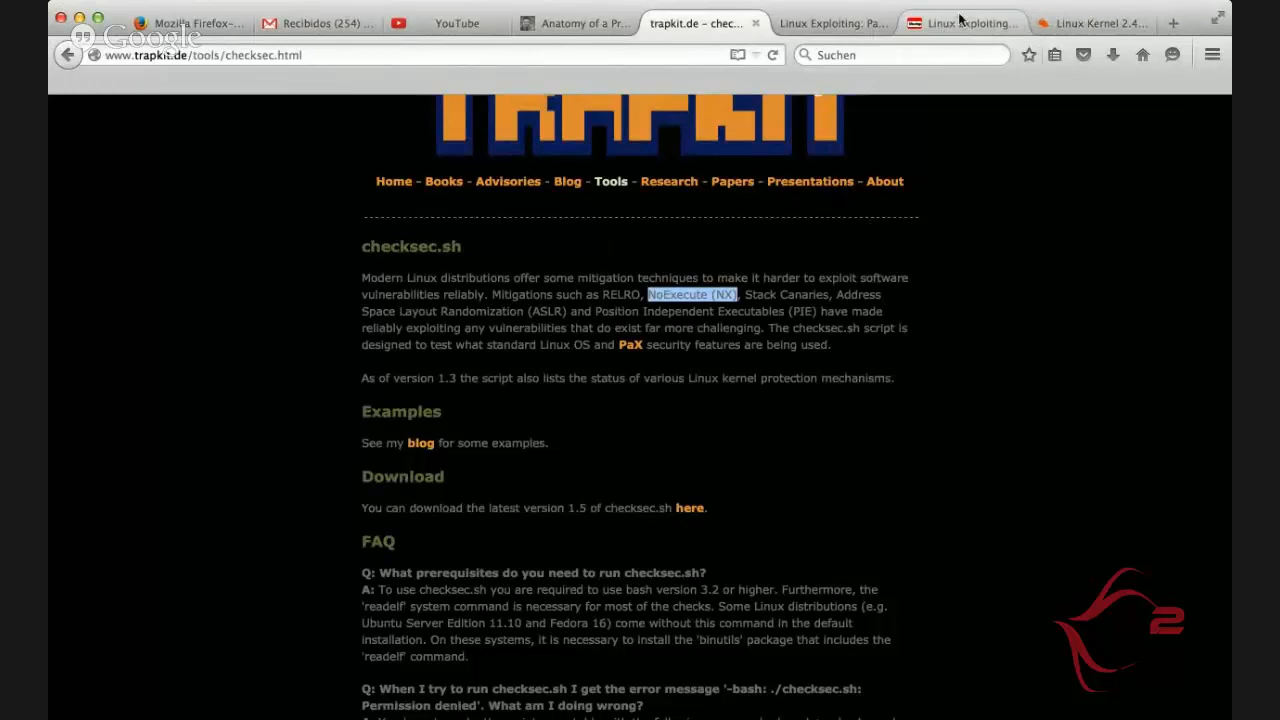 Mozilla Firefox-...
Recibidos (254) ...
YouTube
Anatomy of a Pr...
trapkit.de – chec...
Linux Exploiting: Pa...
Linux Exploiting...
Linux Kernel 2.4...
Google
www.trapkit.de/tools/checksec.html
Suchen
TRAPKIT
Home - Books - Advisories - Blog - Tools - Research - Papers - Presentations - About
checksec.sh
Modern Linux distributions offer some mitigation techniques to make it harder to exploit software
vulnerabilities reliably. Mitigations such as RELRO, NoExecute (NX), Stack Canaries, Address
Space Layout Randomization (ASLR) and Position Independent Executables (PIE) have made
reliably exploiting any vulnerabilities that do exist far more challenging. The checksec.sh script is
designed to test what standard Linux OS and PaX security features are being used.
As of version 1.3 the script also lists the status of various Linux kernel protection mechanisms.
Examples
See my blog for some examples.
Download
You can download the latest version 1.5 of checksec.sh here.
FAQ
Q: What prerequisites do you need to run checksec.sh?
A: To use checksec.sh you are required to use bash version 3.2 or higher. Furthermore, the
'readelf' system command is necessary for most of the checks. Some Linux distributions (e.g.
Ubuntu Server Edition 11.10 and Fedora 16) come without this command in the default
installation. On these systems, it is necessary to install the 'binutils' package that includes the
'readelf' command.
Q: When I try to run checksec.sh I get the error message '-bash: ./checksec.sh:
Permission denied'. What am I doing wrong?
2